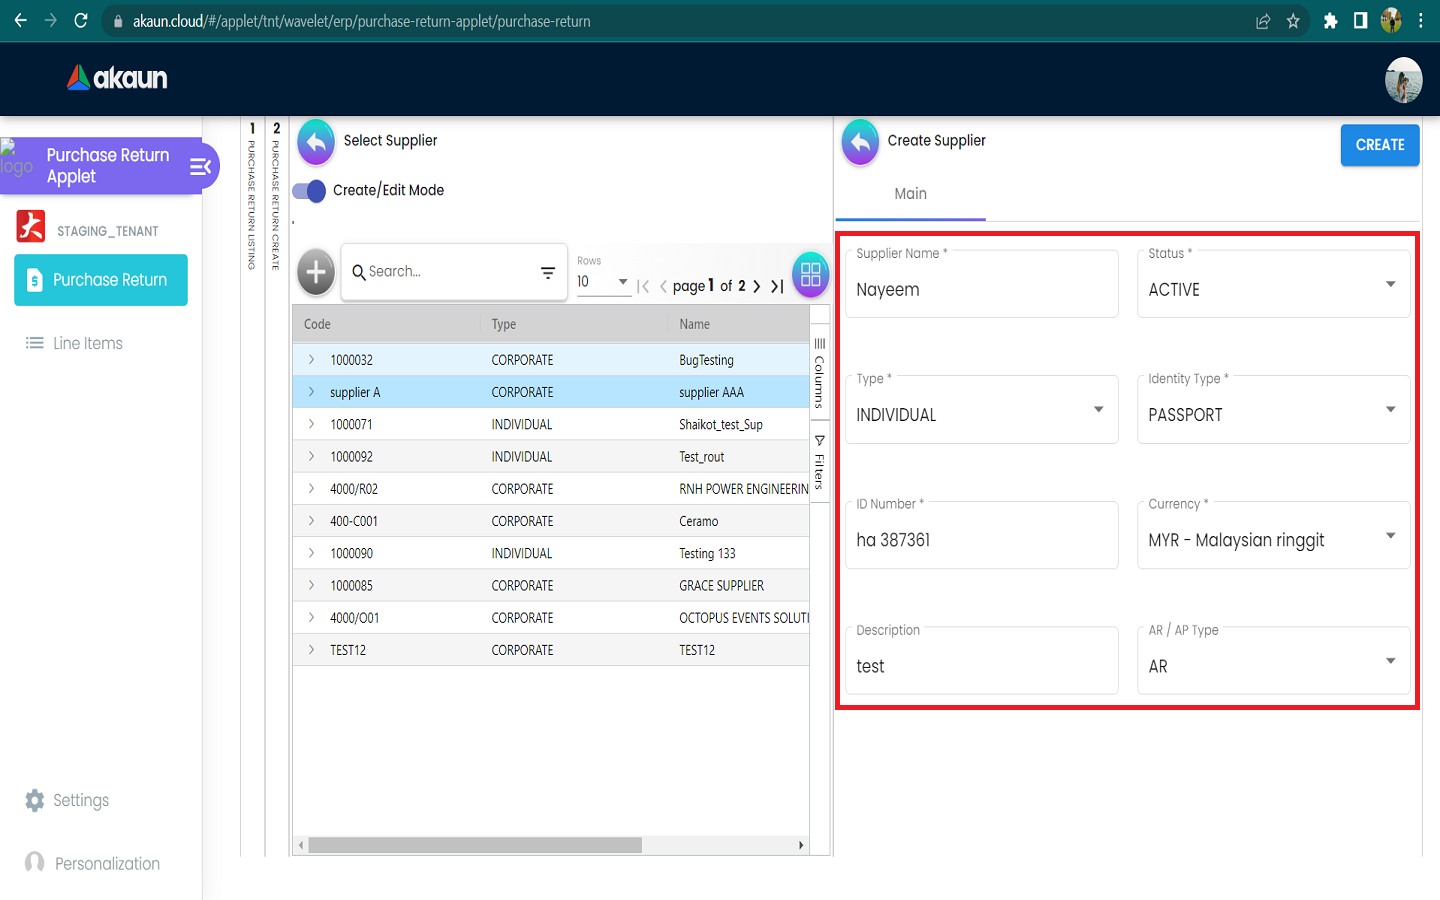 akaun.cloud/#/applet/tnt/wavelet/erp/purchase-return-applet/purchase-return
akaun
logo
Purchase Return
Applet
STAGING_TENANT
Purchase Return
Line Items
Settings
Personalization
1 PURCHASE RETURN LISTING
2 PURCHASE RETURN CREATE
Select Supplier
Create/Edit Mode
Search...
Rows
10
page 1 of 2
Code Type Name
1000032 CORPORATE BugTesting
supplier A CORPORATE supplier AAA
1000071 INDIVIDUAL Shaikot_test_Sup
1000092 INDIVIDUAL Test_rout
4000/R02 CORPORATE RNH POWER ENGINEERIN
400-C001 CORPORATE Ceramo
1000090 INDIVIDUAL Testing 133
1000085 CORPORATE GRACE SUPPLIER
4000/O01 CORPORATE OCTOPUS EVENTS SOLUTI
TEST12 CORPORATE TEST12
Columns
Filters
Create Supplier
CREATE
Main
Supplier Name *
Nayeem
Status *
ACTIVE
Type *
INDIVIDUAL
Identity Type *
PASSPORT
ID Number *
ha 387361
Currency *
MYR - Malaysian ringgit
Description
test
AR / AP Type
AR